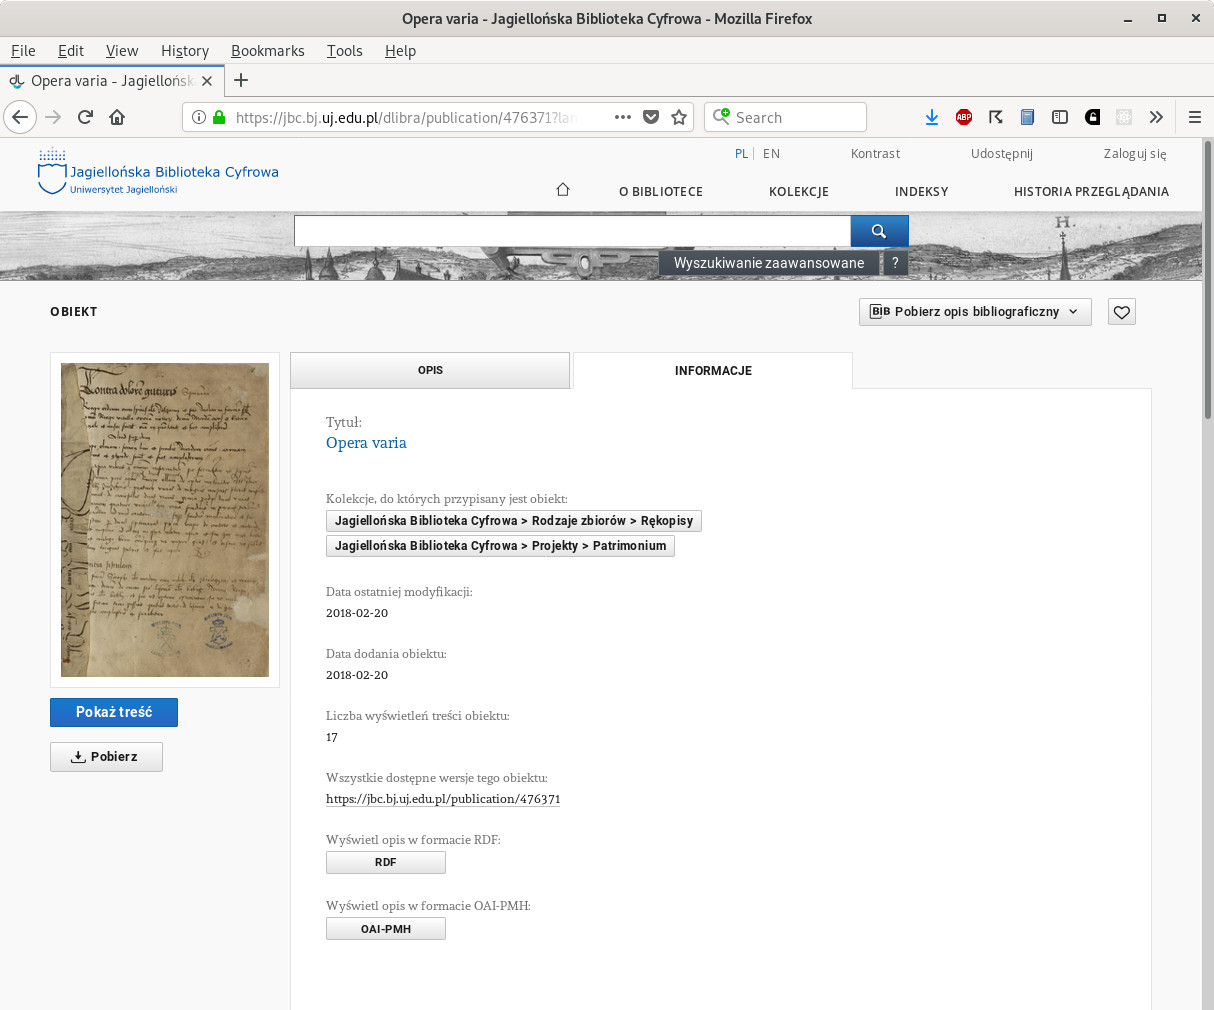 Opera varia - Jagiellońska Biblioteka Cyfrowa - Mozilla Firefox
File Edit View History Bookmarks Tools Help
Opera varia - Jagiellońsk
https://jbc.bj.uj.edu.pl/dlibra/publication/476371?lan
Search
ABP
PL EN Kontrast Udostępnij Zaloguj się
Jagiellońska Biblioteka Cyfrowa
Uniwersytet Jagielloński
O BIBLIOTECE KOLEKCJE INDEKSY HISTORIA PRZEGLĄDANIA
H.
Wyszukiwanie zaawansowane ?
OBIEKT
BIB Pobierz opis bibliograficzny
OPIS INFORMACJE
Tytuł:
Opera varia
Kolekcje, do których przypisany jest obiekt:
Jagiellońska Biblioteka Cyfrowa > Rodzaje zbiorów > Rękopisy
Jagiellońska Biblioteka Cyfrowa > Projekty > Patrimonium
Data ostatniej modyfikacji:
2018-02-20
Data dodania obiektu:
2018-02-20
Liczba wyświetleń treści obiektu:
17
Wszystkie dostępne wersje tego obiektu:
https://jbc.bj.uj.edu.pl/publication/476371
Wyświetl opis w formacie RDF:
RDF
Wyświetl opis w formacie OAI-PMH:
OAI-PMH
Pokaż treść
Pobierz